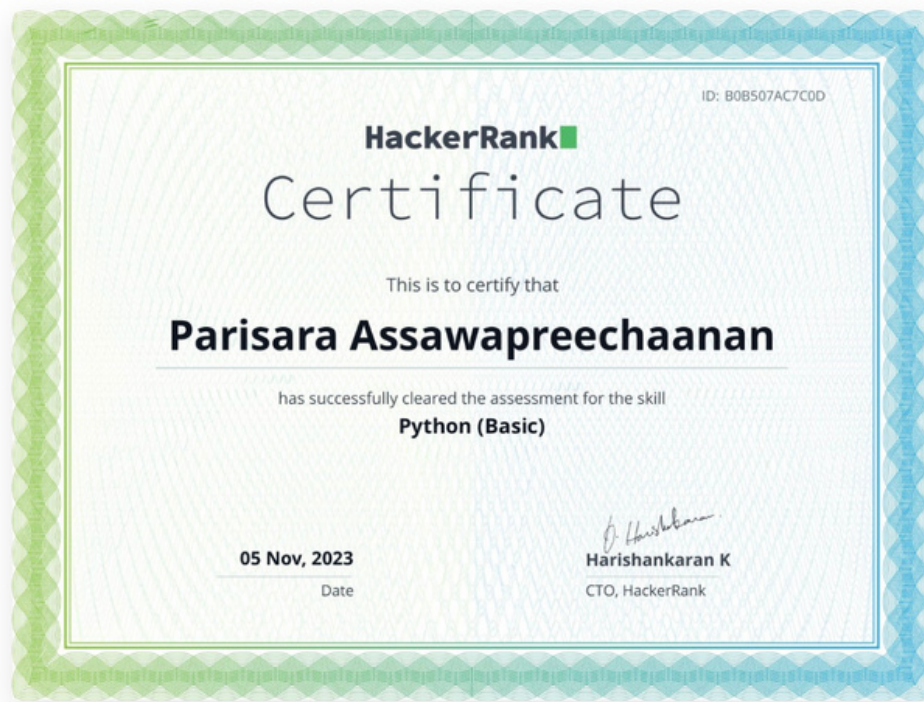 ID: B0B507AC7C0D
HackerRank
Certificate
This is to certify that
Parisara Assawapreechaanan
has successfully cleared the assessment for the skill
Python (Basic)
05 Nov, 2023
Date
Harishankaran K
CTO, HackerRank